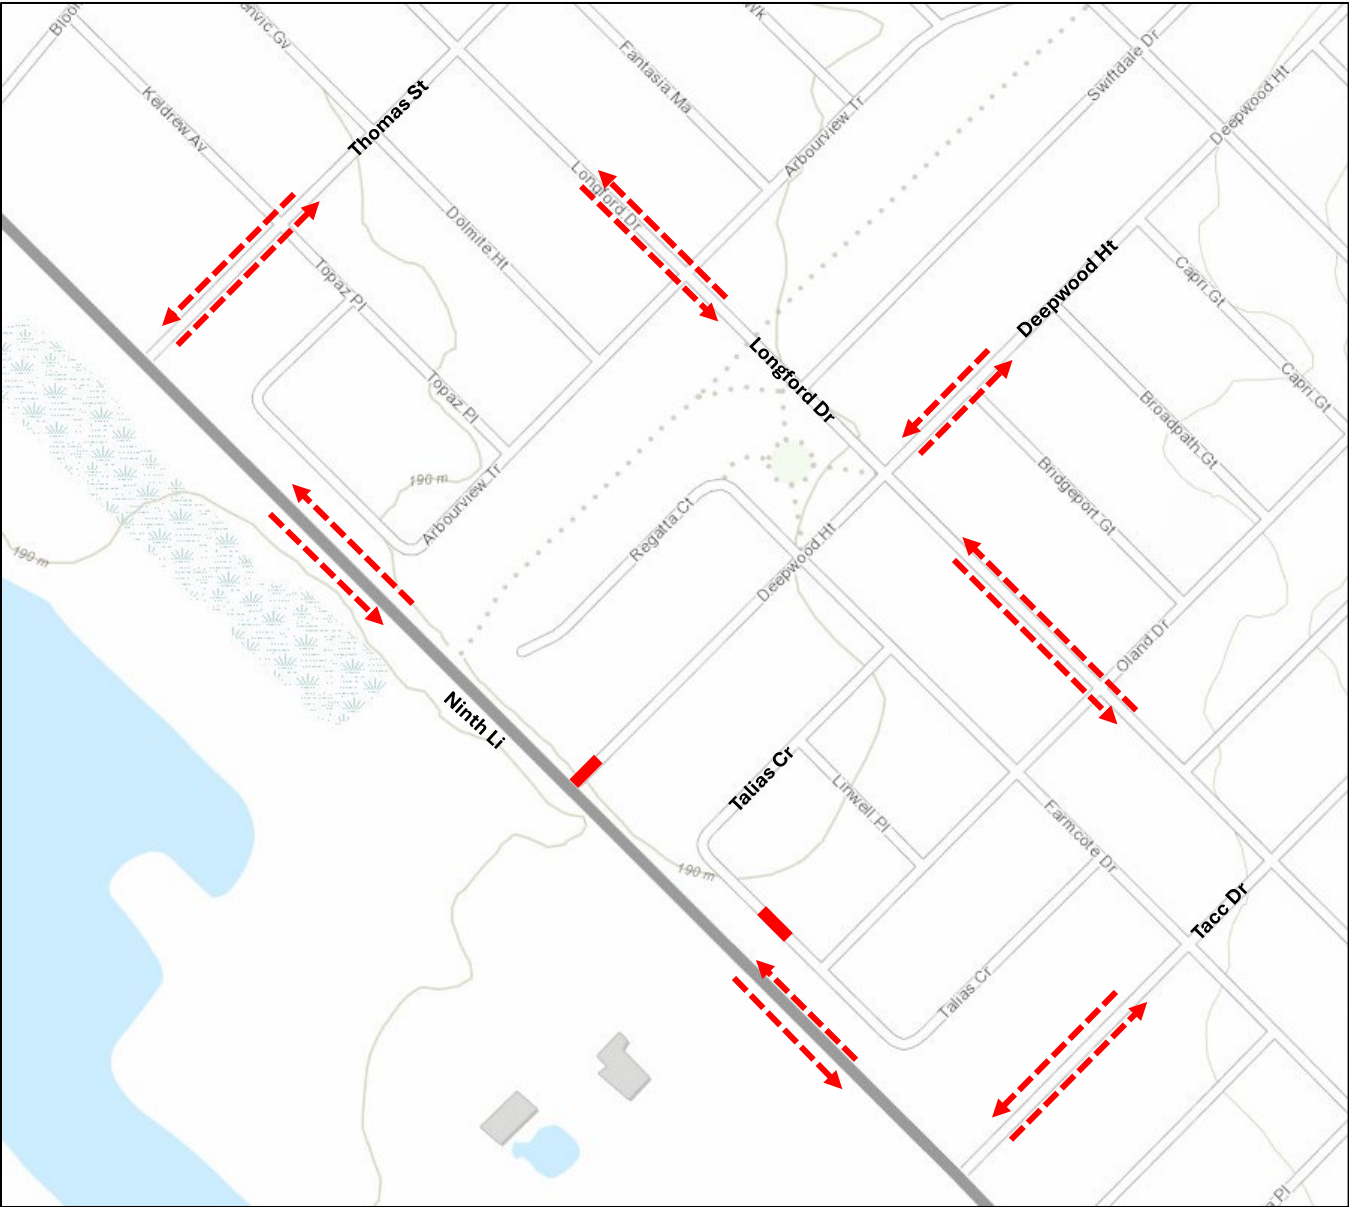 Wk
Keldrew Av
Thomas St
Fantasia Ma
Arbourview Tr
Swiftdale Dr
Deepwood Ht
Longford Dr
Dolmite Ht
Topaz Pl
Deepwood Ht
Capri Gt
Longford Dr
Topaz Pl
Capri Gt
Broadpath Gt
190 m
Arbourview Tr
Bridgeport Gt
190 m
Regatta Ct
Deepwood Ht
Oland Dr
Ninth Li
Talias Cr
Linwell Pl
Farmcote Dr
190 m
Tacc Dr
Talias Cr
Pl